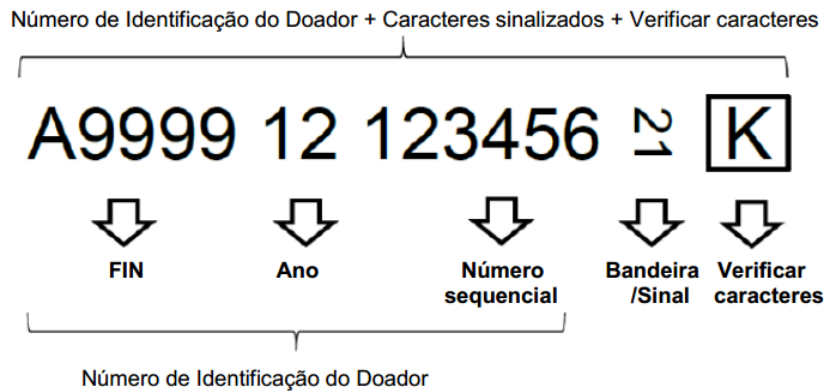 Número de Identificação do Doador + Caracteres sinalizados + Verificar caracteres
A9999 12 123456 21 K
FIN Ano Número sequencial Bandeira /Sinal Verificar caracteres
Número de Identificação do Doador